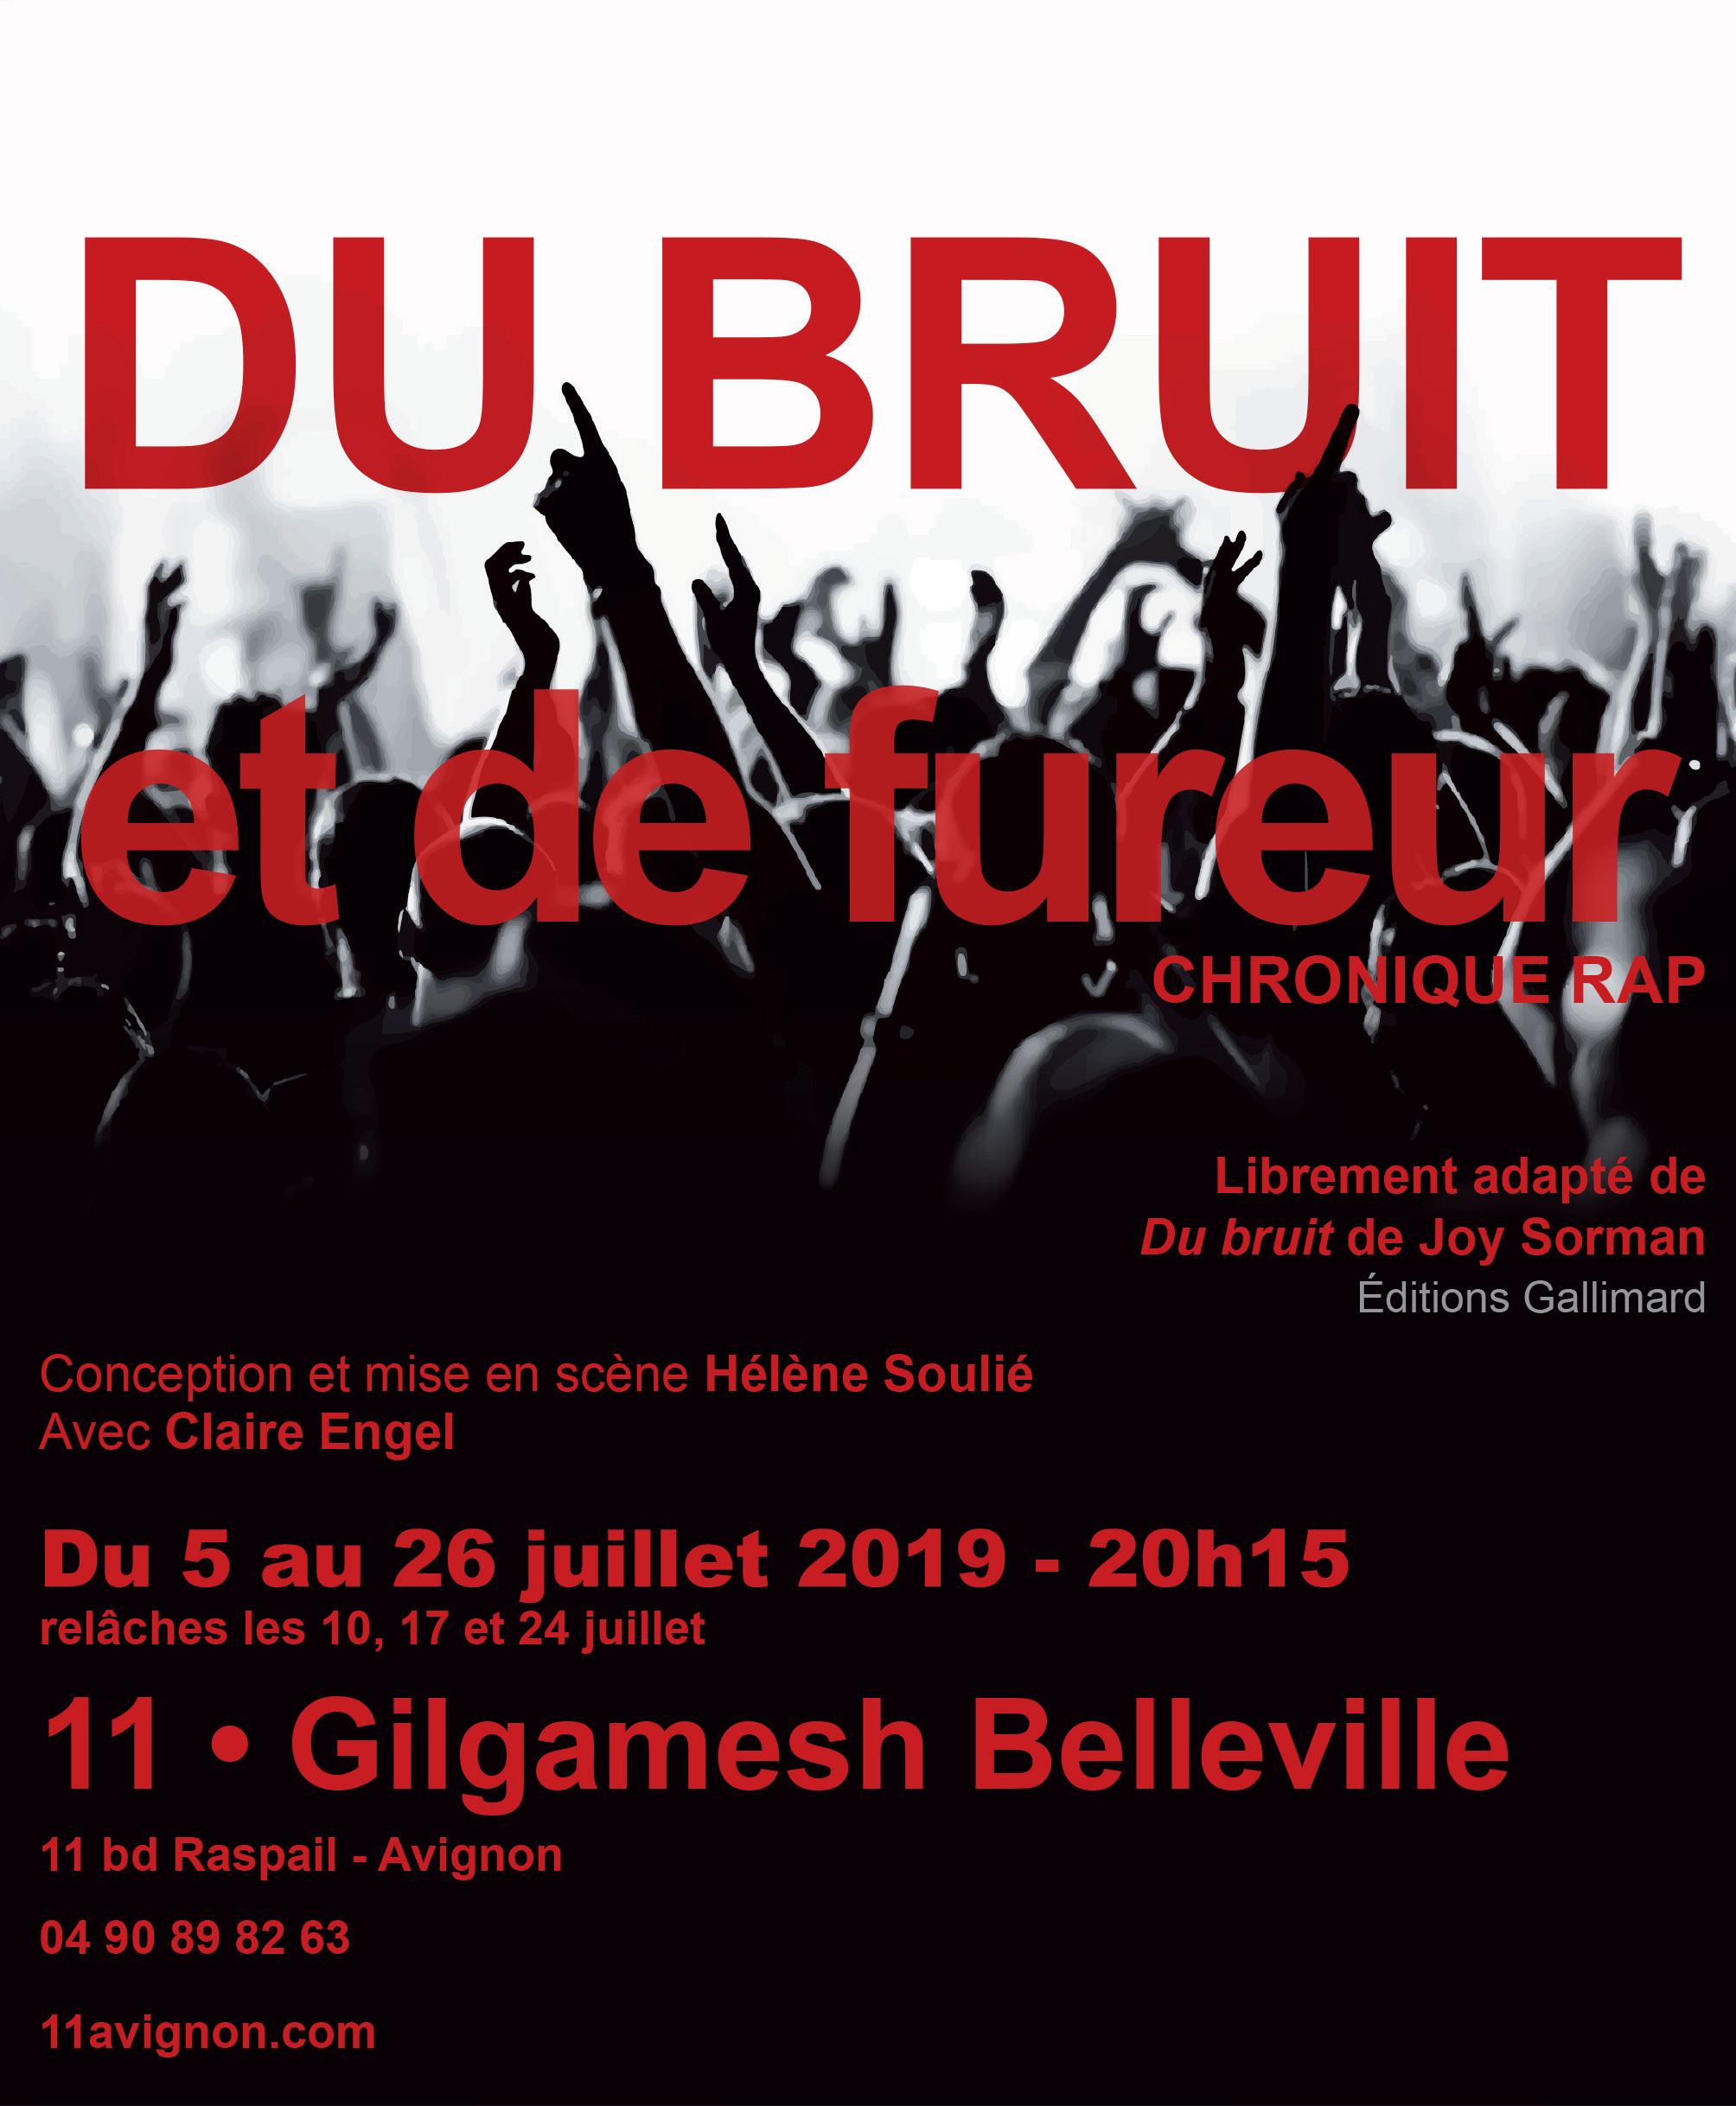 DU BRUIT
et de fureur
CHRONIQUE RAP
Librement adapté de
Du bruit de Joy Sorman
Éditions Gallimard
Conception et mise en scène Hélène Soulié
Avec Claire Engel
Du 5 au 26 juillet 2019 - 20h15
relâches les 10, 17 et 24 juillet
11 • Gilgamesh Belleville
11 bd Raspail - Avignon
04 90 89 82 63
11avignon.com